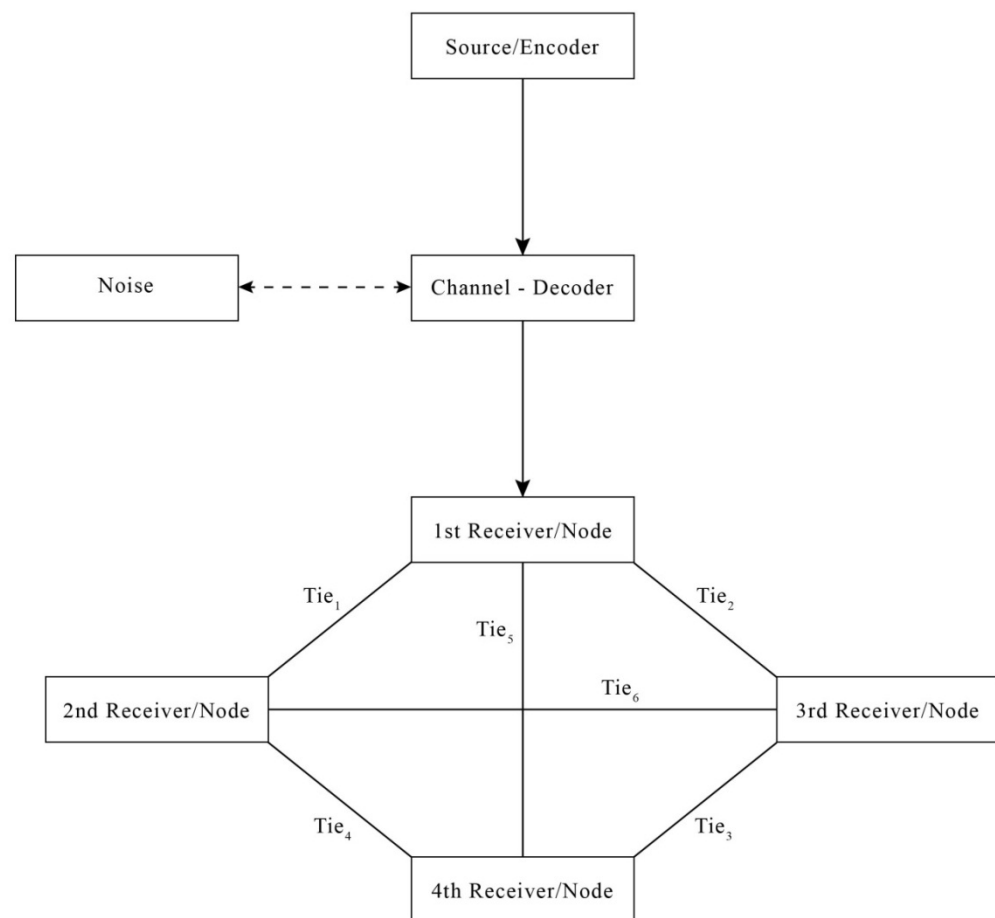 Source/Encoder
Noise
Channel - Decoder
1st Receiver/Node
Tie₁
Tie₂
Tie₅
2nd Receiver/Node
Tie₆
3rd Receiver/Node
Tie₄
Tie₃
4th Receiver/Node